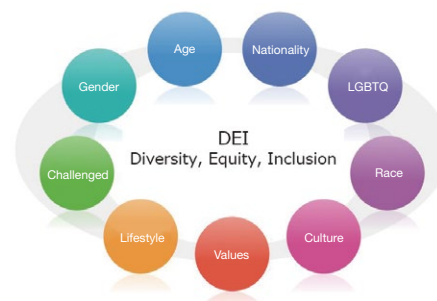 Age
Nationality
Gender
LGBTQ
DEI
Diversity, Equity, Inclusion
Challenged
Race
Lifestyle
Culture
Values